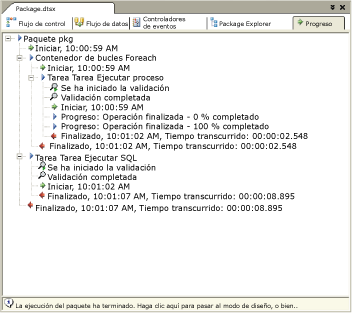 Package.dtsx
Flujo de control
Flujo de datos
Controladores de eventos
Package Explorer
Progreso
Paquete pkg
Iniciar, 10:00:59 AM
Contenedor de bucles Foreach
Iniciar, 10:00:59 AM
Tarea Tarea Ejecutar proceso
Se ha iniciado la validación
Validación completada
Iniciar, 10:00:59 AM
Progreso: Operación finalizada - 0 % completado
Progreso: Operación finalizada - 100 % completado
Finalizado, 10:01:02 AM, Tiempo transcurrido: 00:00:02.548
Finalizado, 10:01:02 AM, Tiempo transcurrido: 00:00:02.548
Tarea Tarea Ejecutar SQL
Se ha iniciado la validación
Validación completada
Iniciar, 10:01:02 AM
Finalizado, 10:01:07 AM, Tiempo transcurrido: 00:00:08.895
Finalizado, 10:01:07 AM, Tiempo transcurrido: 00:00:08.895
La ejecución del paquete ha terminado. Haga clic aquí para pasar al modo de diseño, o bien..